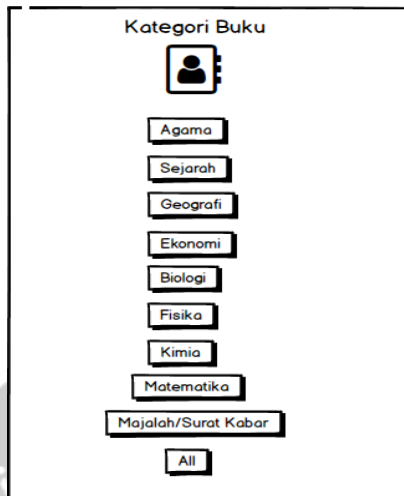 Kategori Buku
Agama
Sejarah
Geografi
Ekonomi
Biologi
Fisika
Kimia
Matematika
Majalah/Surat Kabar
All